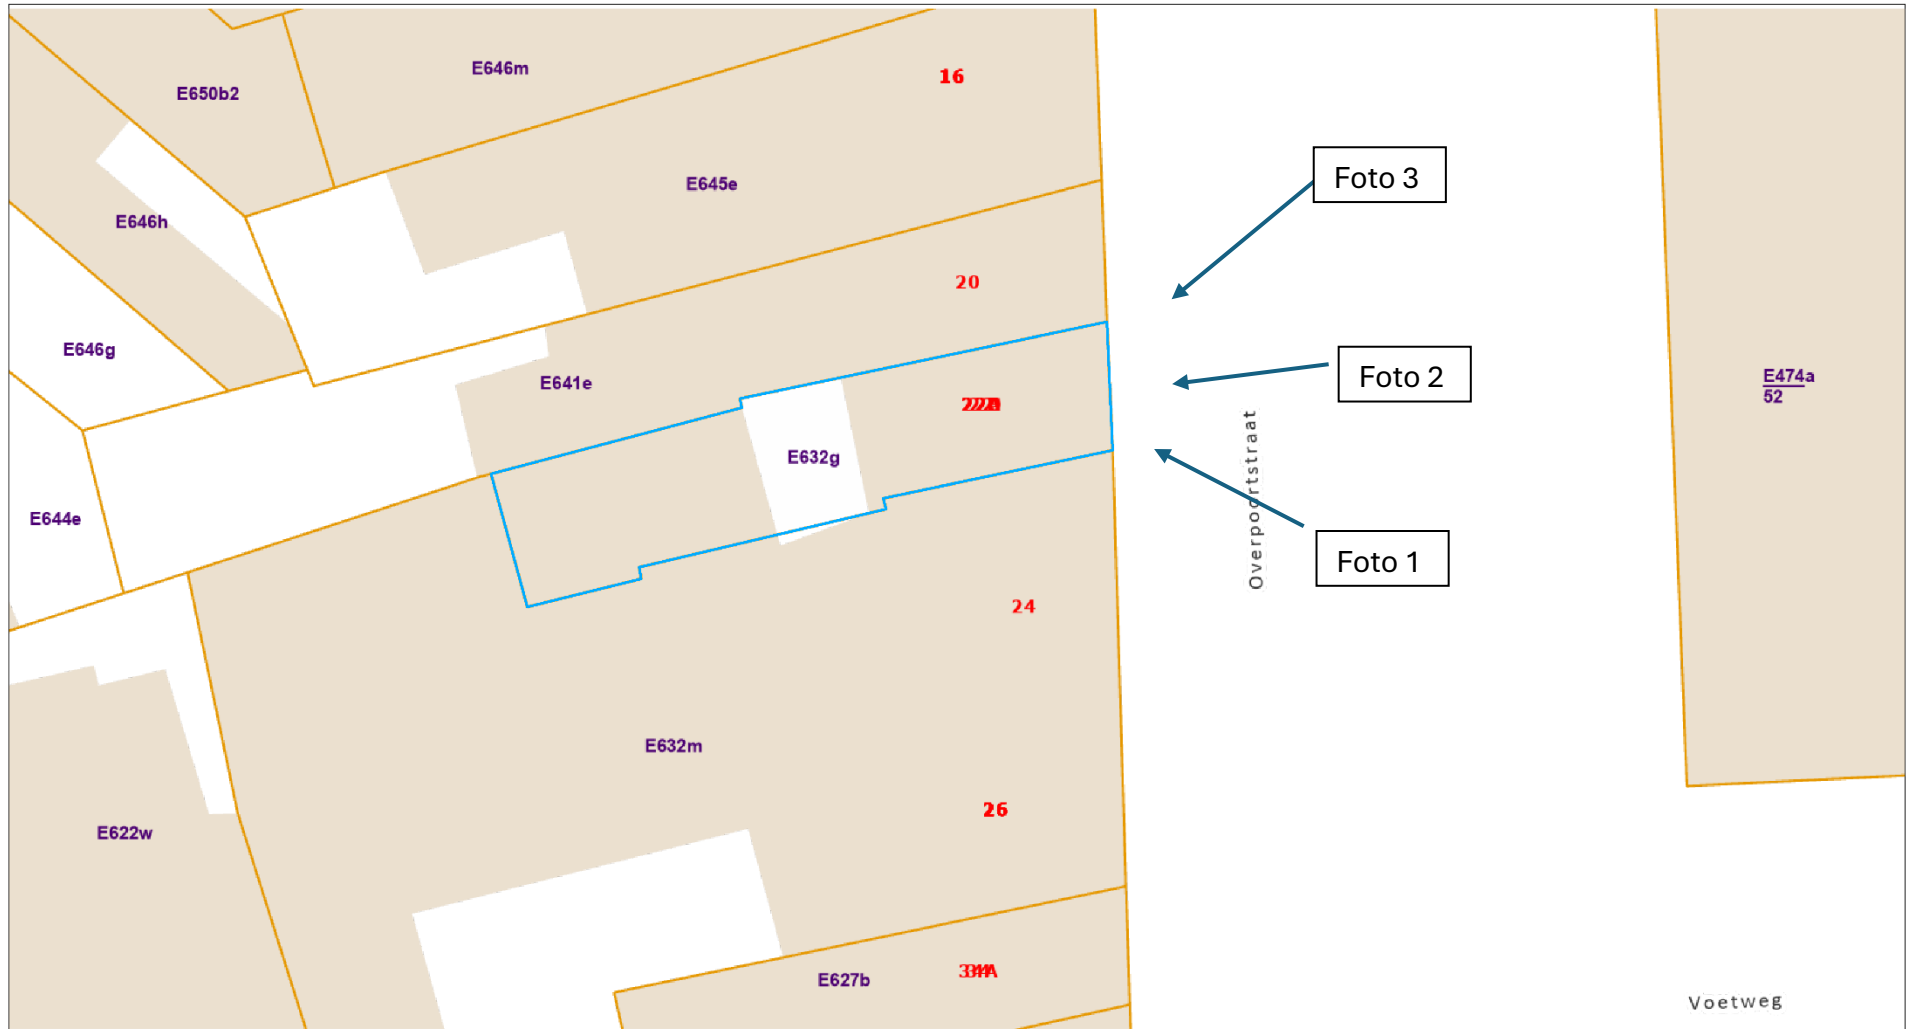 E646m
16
E650b2
Foto 3
E645e
E646h
20
E646g
Foto 2
E641e
E474a
52
E632g
Overpoortstraat
E644e
Foto 1
24
E632m
26
E622w
E627b
Voetweg